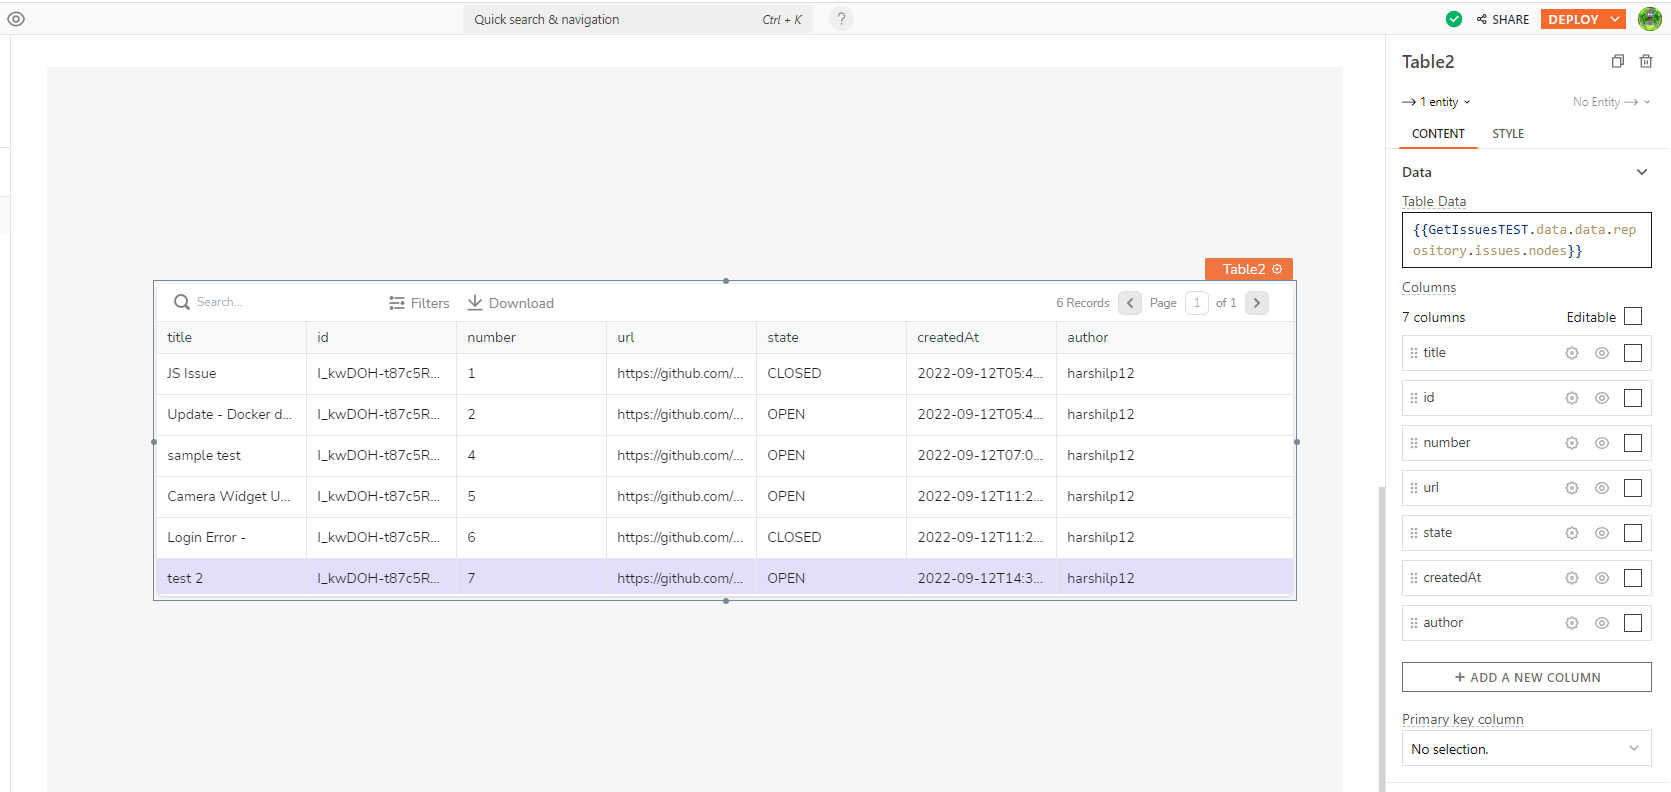 Quick search & navigation Ctrl + K ?
SHARE DEPLOY
Table2
1 entity No Entity
CONTENT STYLE
Data
Table Data
{{GetIssuesTEST.data.data.rep
ository.issues.nodes}}
Columns
7 columns Editable
title
id
number
url
state
createdAt
author
+ ADD A NEW COLUMN
Primary key column
No selection.
Table2
Search... Filters Download 6 Records Page 1 of 1
title id number url state createdAt author
JS Issue I_kwDOH-t87c5R... 1 https://github.com/... CLOSED 2022-09-12T05:4... harshilp12
Update - Docker d... I_kwDOH-t87c5R... 2 https://github.com/... OPEN 2022-09-12T05:4... harshilp12
sample test I_kwDOH-t87c5R... 4 https://github.com/... OPEN 2022-09-12T07:0... harshilp12
Camera Widget U... I_kwDOH-t87c5R... 5 https://github.com/... OPEN 2022-09-12T11:2... harshilp12
Login Error - I_kwDOH-t87c5R... 6 https://github.com/... CLOSED 2022-09-12T11:2... harshilp12
test 2 I_kwDOH-t87c5R... 7 https://github.com/... OPEN 2022-09-12T14:3... harshilp12